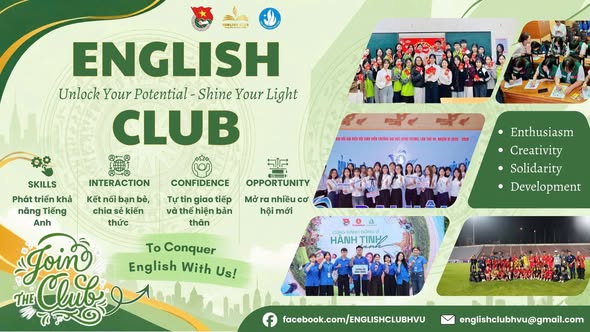 ENGLISH
Unlock Your Potential - Shine Your Light
CLUB
SKILLS
Phát triển khả
năng Tiếng
Anh
INTERACTION
Kết nối bạn bè,
chia sẻ kiến
thức
CONFIDENCE
Tự tin giao tiếp
và thể hiện bản
thân
OPPORTUNITY
Mở ra nhiều cơ
hội mới
Enthusiasm
Creativity
Solidarity
Development
Join
THE Club
To Conquer
English With Us!
HÀNH TINH
xanh
facebook.com/ENGLISHCLUBHVU
englishclubhvu@gmail.com